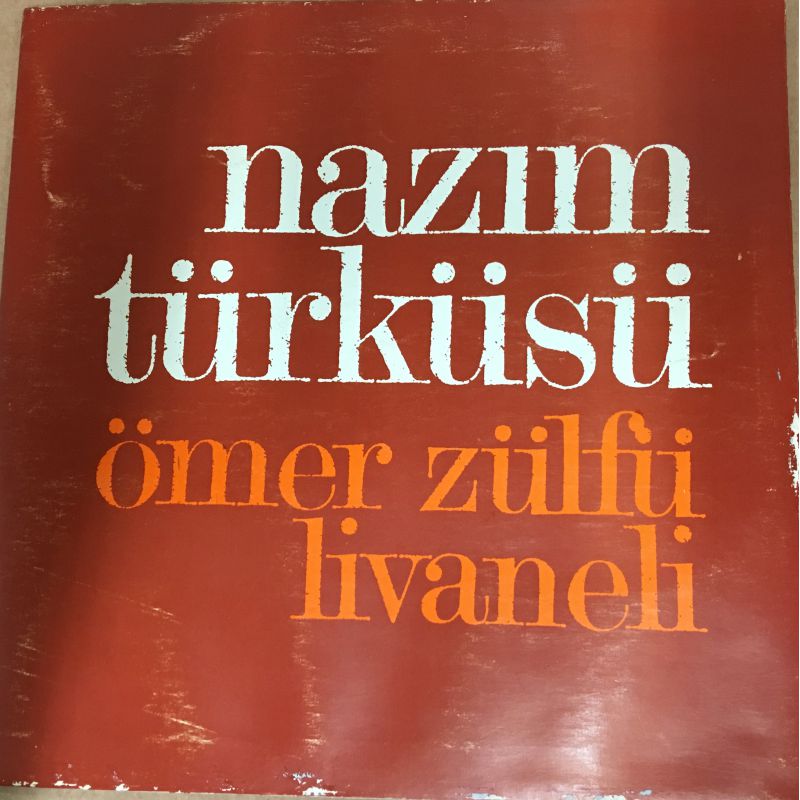 nazım
türküsü
ömer zülfü
livaneli